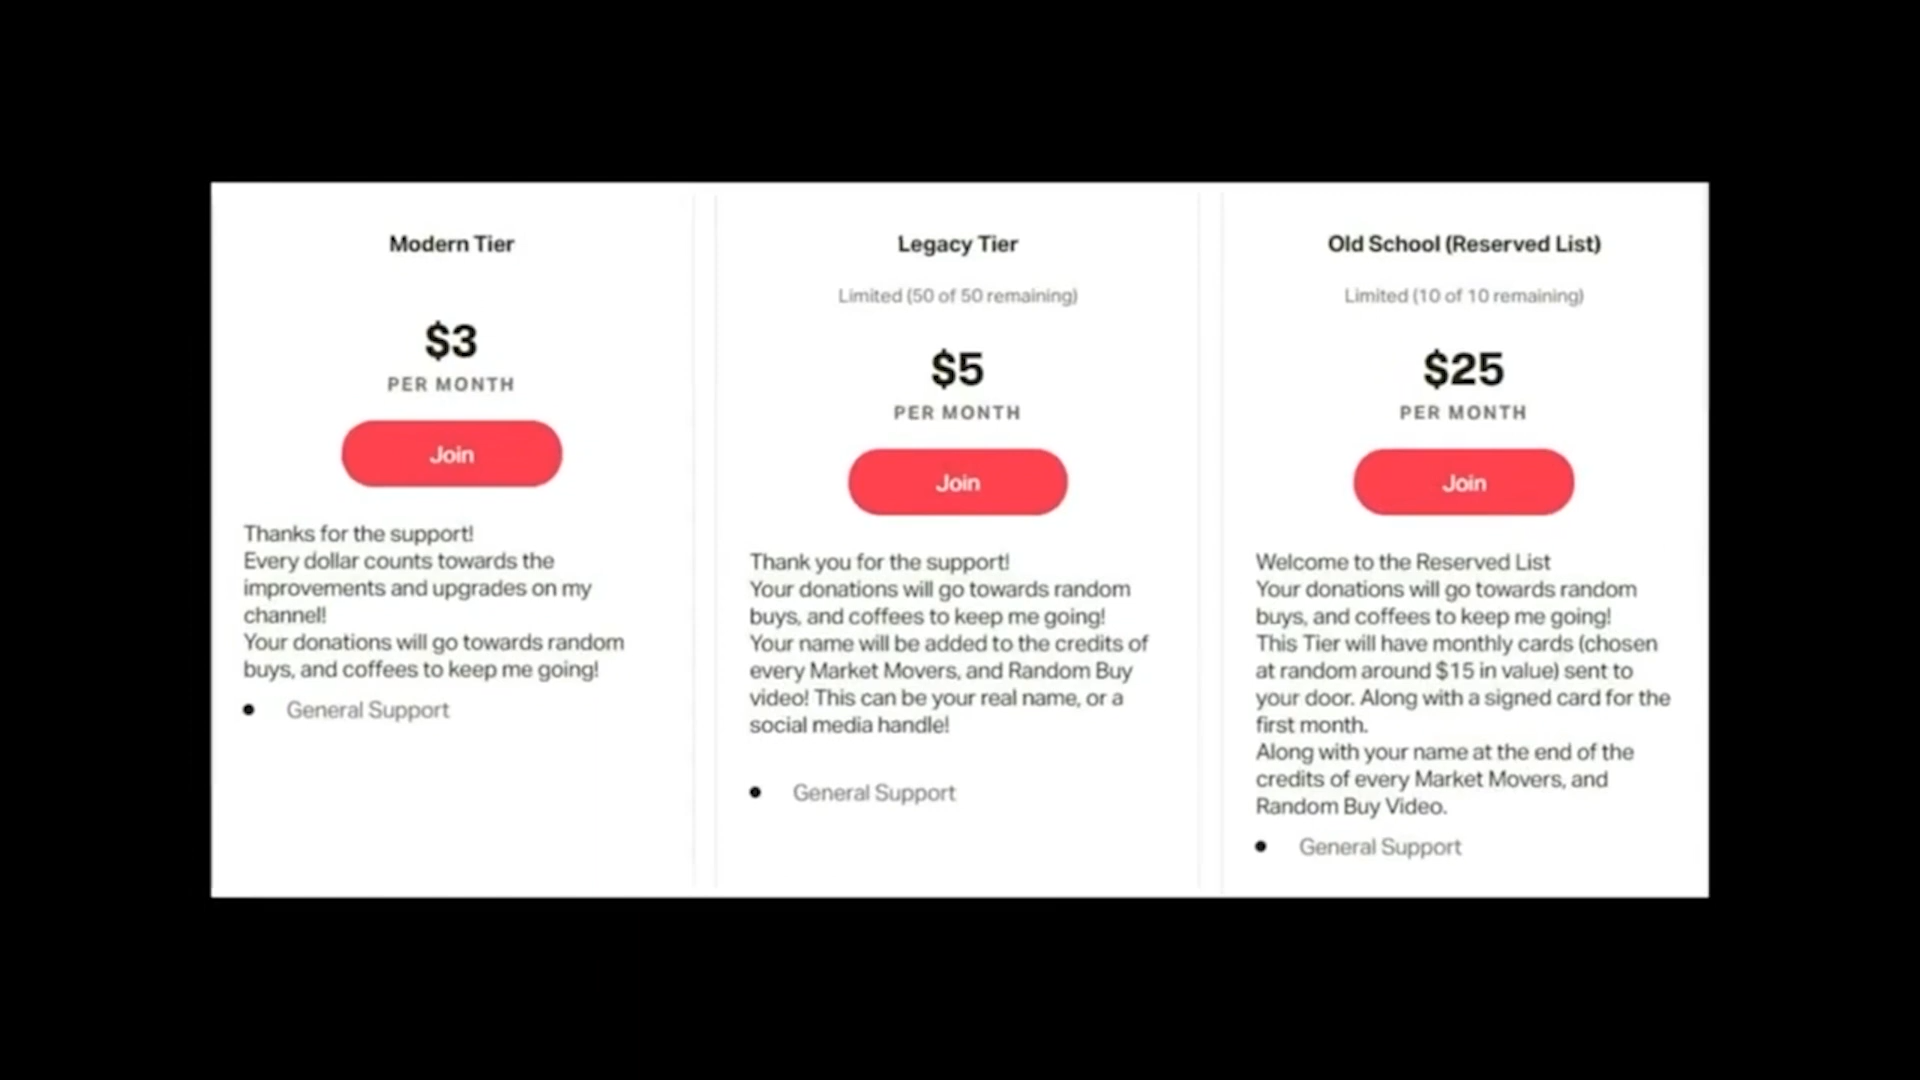 Modern Tier
$3
PER MONTH
Join
Thanks for the support!
Every dollar counts towards the
improvements and upgrades on my
channel!
Your donations will go towards random
buys, and coffees to keep me going!
General Support
Legacy Tier
Limited (50 of 50 remaining)
$5
PER MONTH
Join
Thank you for the support!
Your donations will go towards random
buys, and coffees to keep me going!
Your name will be added to the credits of
every Market Movers, and Random Buy
video! This can be your real name, or a
social media handle!
General Support
Old School (Reserved List)
Limited (10 of 10 remaining)
$25
PER MONTH
Join
Welcome to the Reserved List
Your donations will go towards random
buys, and coffees to keep me going!
This Tier will have monthly cards (chosen
at random around $15 in value) sent to
your door. Along with a signed card for the
first month.
Along with your name at the end of the
credits of every Market Movers, and
Random Buy Video.
General Support